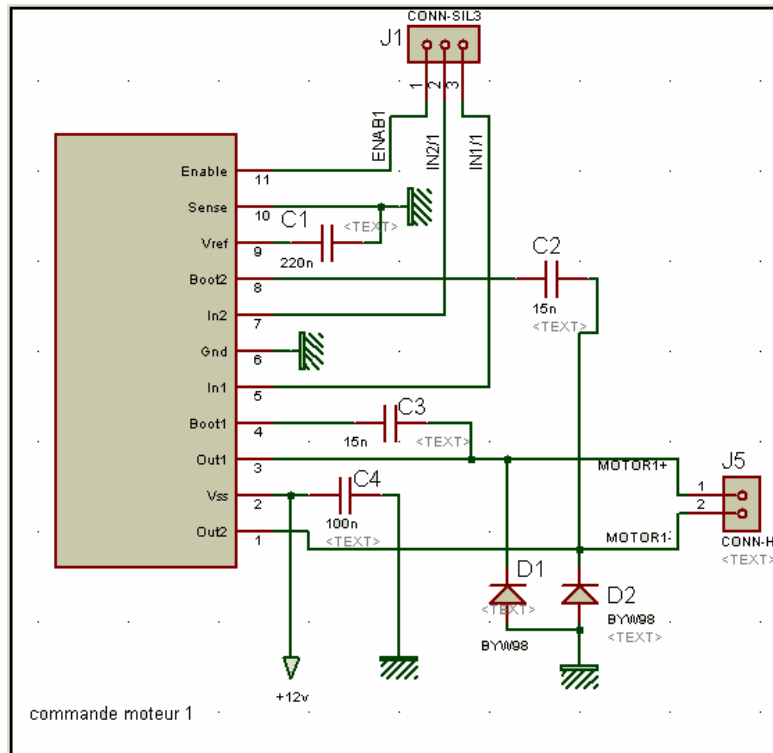 CONN-SIL3
J1
1
2
3
ENAB1
IN2/1
IN1/1
Enable
11
Sense
10
C1
<TEXT>
Vref
9
220n
Boot2
8
C2
15n
<TEXT>
In2
7
Gnd
6
In1
5
Boot1
4
C3
15n
<TEXT>
Out1
3
MOTOR1+
J5
1
2
C4
Vss
2
100n
<TEXT>
Out2
1
MOTOR1-
CONN-H
<TEXT>
D1
<TEXT>
BYW98
D2
BYW98
<TEXT>
+12v
commande moteur 1